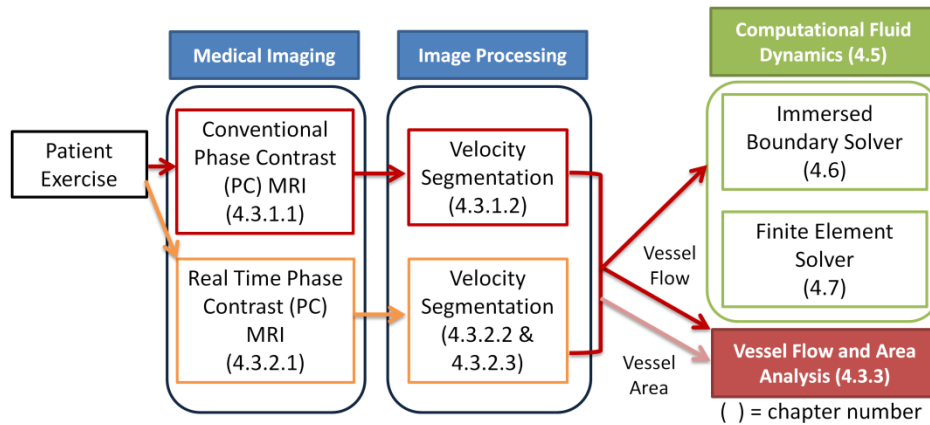 Medical Imaging
Image Processing
Computational Fluid
Dynamics (4.5)
Patient
Exercise
Conventional
Phase Contrast
(PC) MRI
(4.3.1.1)
Real Time Phase
Contrast (PC)
MRI
(4.3.2.1)
Velocity
Segmentation
(4.3.1.2)
Velocity
Segmentation
(4.3.2.2 &
4.3.2.3)
Vessel
Flow
Vessel
Area
Immersed
Boundary Solver
(4.6)
Finite Element
Solver
(4.7)
Vessel Flow and Area
Analysis (4.3.3)
( ) = chapter number